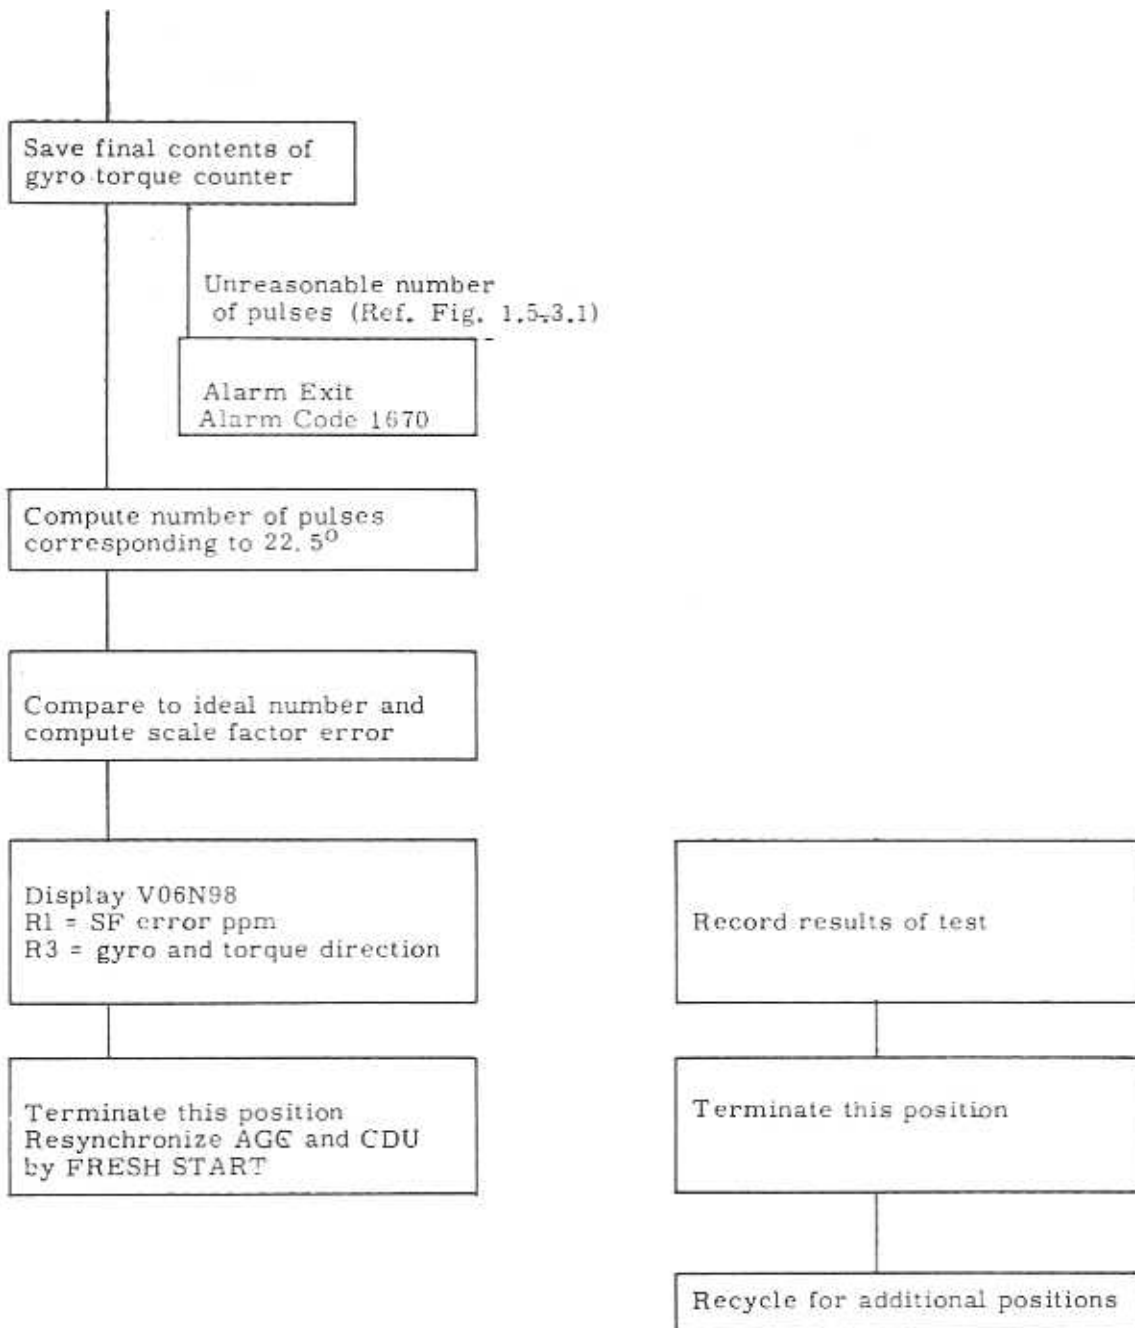 Save final contents of
gyro torque counter
Unreasonable number
of pulses (Ref. Fig. 1.5-3.1)
Alarm Exit
Alarm Code 1670
Compute number of pulses
corresponding to 22.5°
Compare to ideal number and
compute scale factor error
Display V06N98
R1 = SF error ppm
R3 = gyro and torque direction
Terminate this position
Resynchronize AGC and CDU
by FRESH START
Record results of test
Terminate this position
Recycle for additional positions